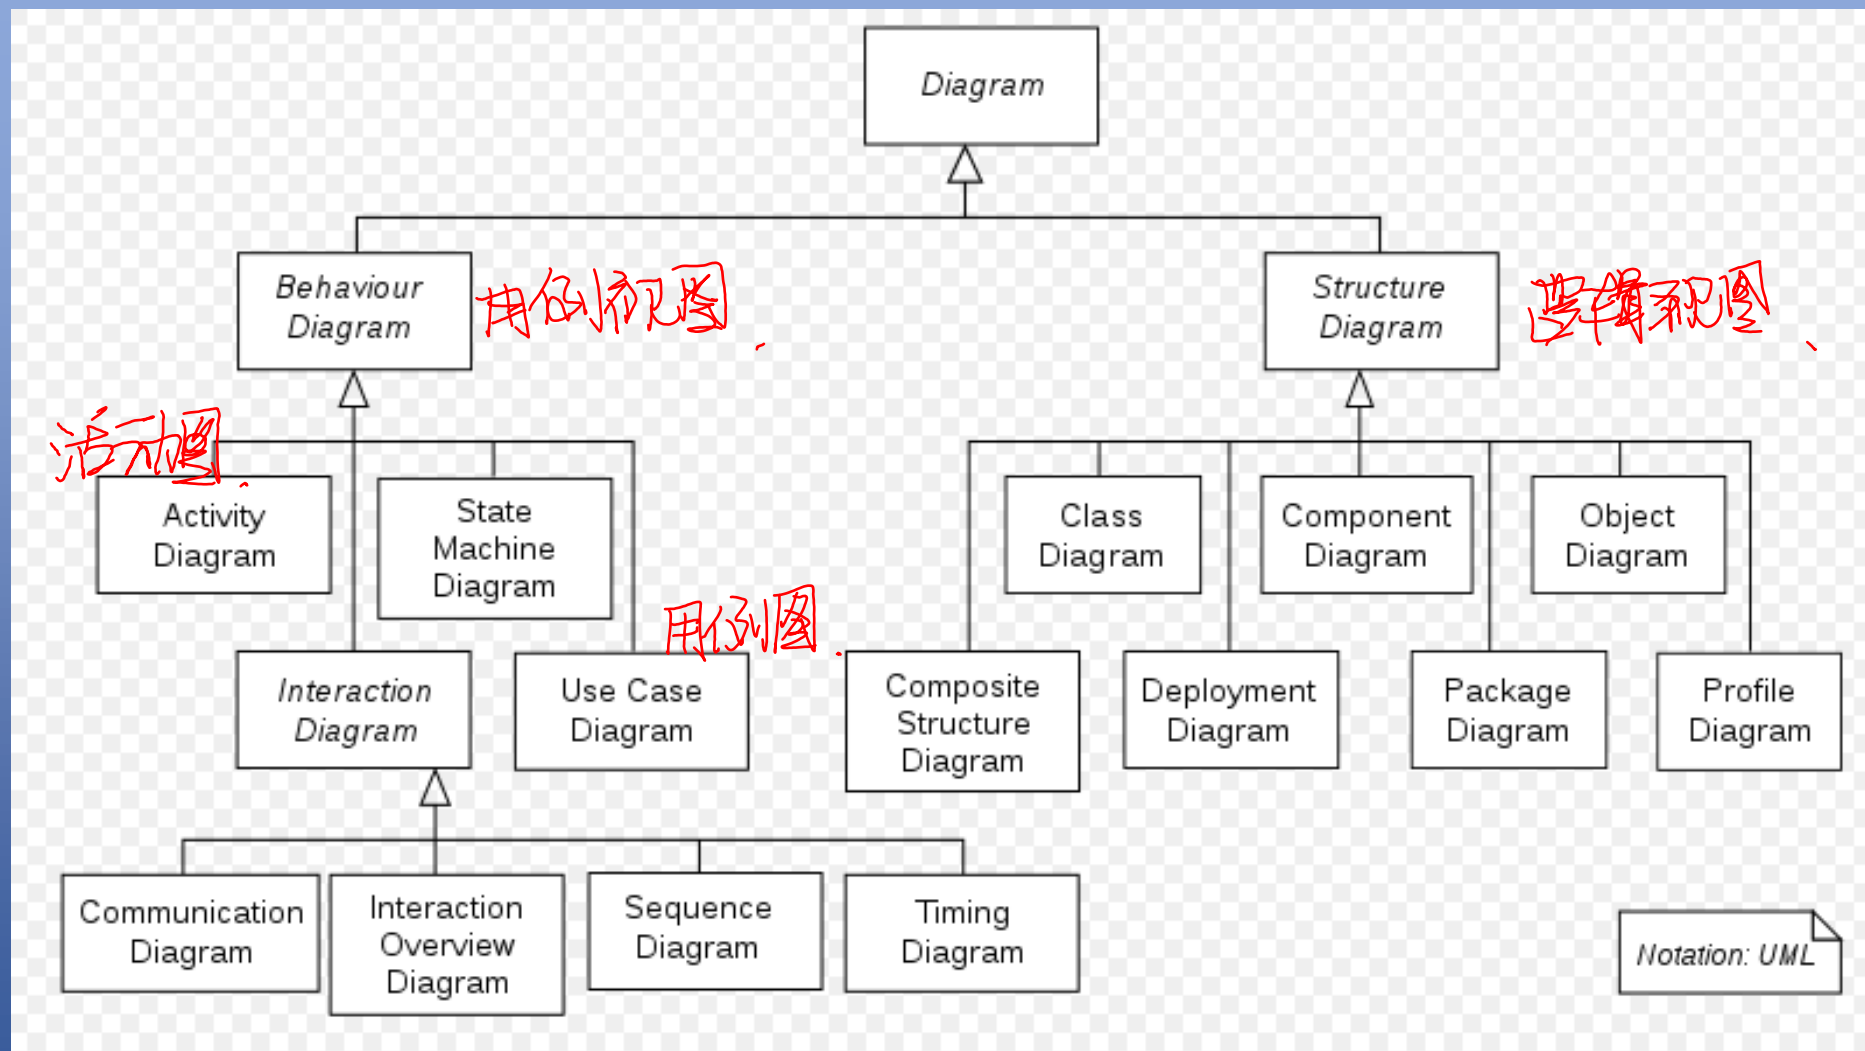 Diagram
Behaviour
Diagram
用例视图
Structure
Diagram
逻辑视图
活动图
Activity
Diagram
State
Machine
Diagram
Class
Diagram
Component
Diagram
Object
Diagram
用例图
Interaction
Diagram
Use Case
Diagram
Composite
Structure
Diagram
Deployment
Diagram
Package
Diagram
Profile
Diagram
Communication
Diagram
Interaction
Overview
Diagram
Sequence
Diagram
Timing
Diagram
Notation: UML